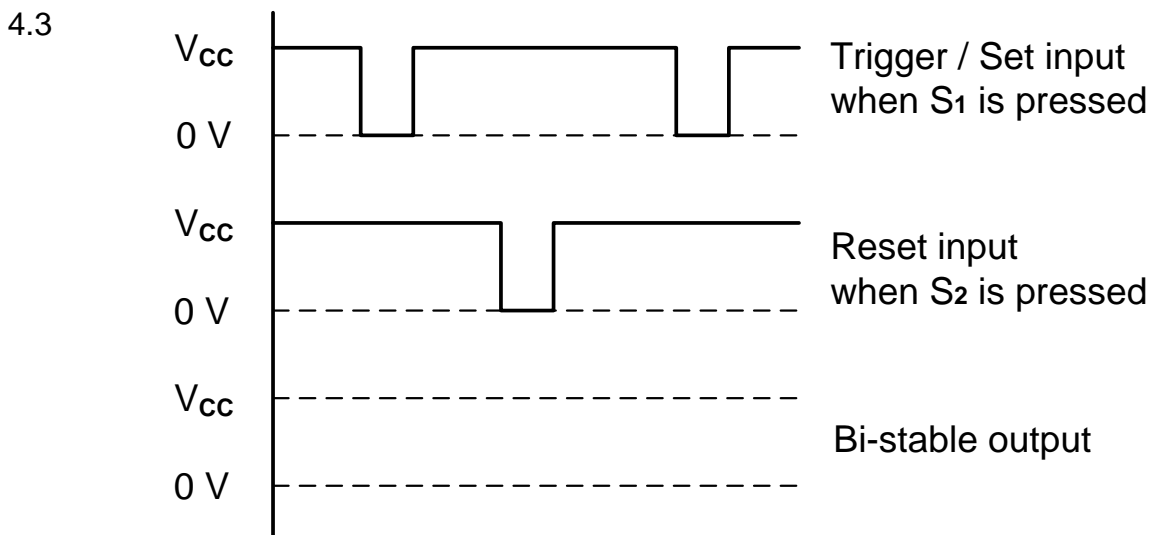 4.3
Vcc
Trigger / Set input
when S1 is pressed
0 V
Vcc
Reset input
when S2 is pressed
0 V
Vcc
Bi-stable output
0 V